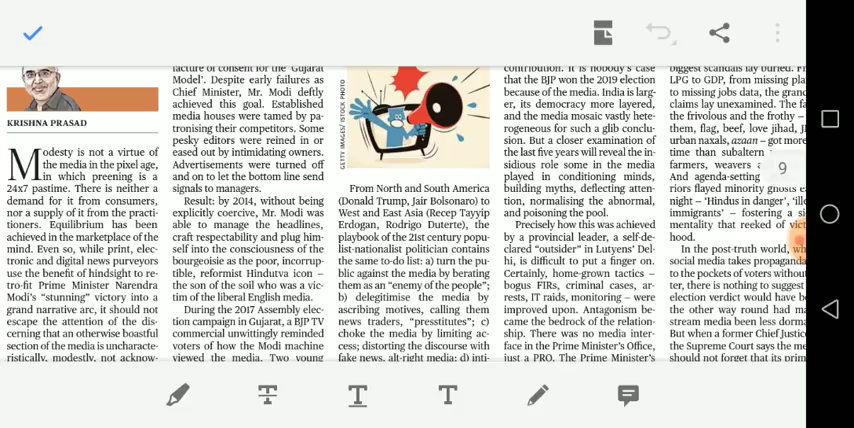 KRISHNA PRASAD
Modesty is not a virtue of
the media in the pixel age,
in which preening is a
24x7 pastime. There is neither a
demand for it from consumers,
nor a supply of it from the practi-
tioners. Equilibrium has been
achieved in the marketplace of the
mind. Even so, while print, elec-
tronic and digital news purveyors
use the benefit of hindsight to re-
tro-fit Prime Minister Narendra
Modi's “stunning” victory into a
grand narrative arc, it should not
escape the attention of the dis-
cerning that an otherwise boastful
section of the media is uncharacte-
ristically, modestly, not acknow-
facture of consent for the 'Gujarat
Model'. Despite early failures as
Chief Minister, Mr. Modi deftly
achieved this goal. Established
media houses were tamed by pa-
tronising their competitors. Some
pesky editors were reined in or
eased out by intimidating owners.
Advertisements were turned off
and on to let the bottom line send
signals to managers.
Result: by 2014, without being
explicitly coercive, Mr. Modi was
able to manage the headlines,
craft respectability and plug him-
self into the consciousness of the
bourgeoisie as the poor, incorrup-
tible, reformist Hindutva icon –
the son of the soil who was a vic-
tim of the liberal English media.
During the 2017 Assembly elec-
tion campaign in Gujarat, a BJP TV
commercial unwittingly reminded
voters of how the Modi machine
viewed the media. Two young
GETTY IMAGES/ ISTOCK PHOTO
From North and South America
(Donald Trump, Jair Bolsonaro) to
West and East Asia (Recep Tayyip
Erdogan, Rodrigo Duterte), the
playbook of the 21st century popu-
list-nationalist politician contains
the same to-do list: a) turn the pu-
blic against the media by berating
them as an “enemy of the people”;
b) delegitimise the media by
ascribing motives, calling them
news traders, “presstitutes”; c)
choke the media by limiting ac-
cess; distorting the discourse with
fake news, alt-right media; d) inti-
contribution. It is nobody's case
that the BJP won the 2019 election
because of the media. India is larg-
er, its democracy more layered,
and the media mosaic vastly hete-
rogeneous for such a glib conclu-
sion. But a closer examination of
the last five years will reveal the in-
sidious role some in the media
played in conditioning minds,
building myths, deflecting atten-
tion, normalising the abnormal,
and poisoning the pool.
Precisely how this was achieved
by a provincial leader, a self-de-
clared “outsider” in Lutyens' Del-
hi, is difficult to put a finger on.
Certainly, home-grown tactics –
bogus FIRs, criminal cases, ar-
rests, IT raids, monitoring – were
improved upon. Antagonism be-
came the bedrock of the relation-
ship. There was no media inter-
face in the Prime Minister's Office,
just a PRO. The Prime Minister's
biggest scandals lay buried. F
LPG to GDP, from missing pla
to missing jobs data, the gran
claims lay unexamined. The fa
the frivolous and the frothy –
them, flag, beef, love jihad, J
urban naxals, azaan – got more
time than subaltern
farmers, weavers a
And agenda-setting
riors flayed minority ghosts e
night – 'Hindus in danger', 'ille
immigrants' – fostering a si
mentality that reeked of vic
hood.
In the post-truth world, w
social media takes propaganda
to the pockets of voters withou
ter, there is nothing to suggest
election verdict would have b
the other way round had ma
stream media been less dorma
But when a former Chief Justic
the Supreme Court says the me
should not forget that its prim
9
T
T
T